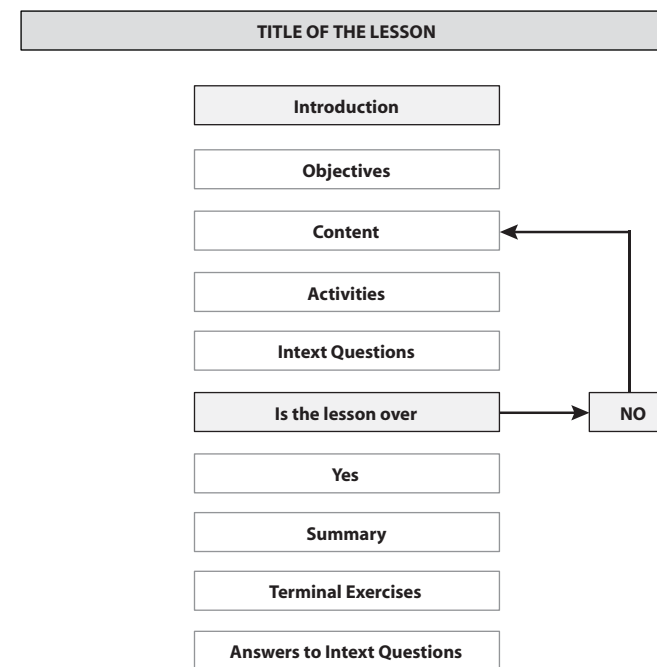 TITLE OF THE LESSON
Introduction
Objectives
Content
Activities
Intext Questions
Is the lesson over
NO
Yes
Summary
Terminal Exercises
Answers to Intext Questions